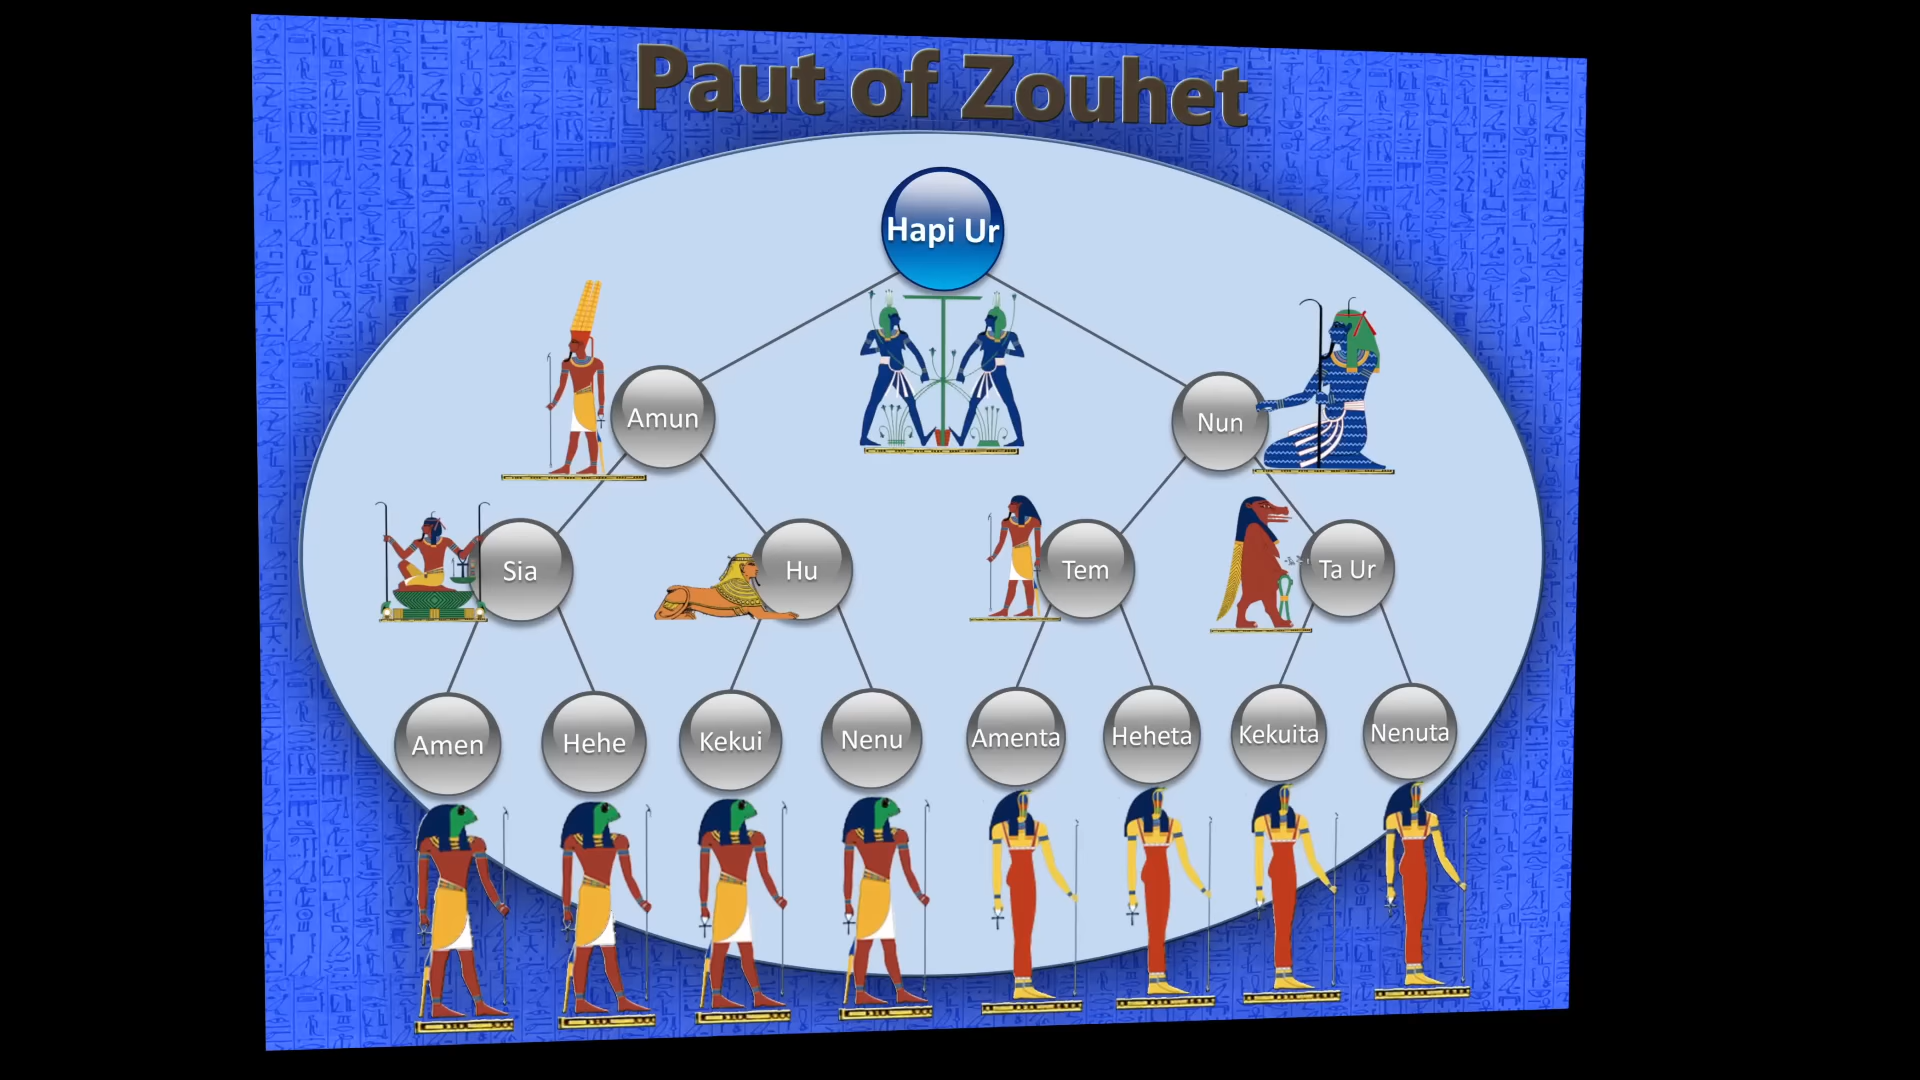 Paut of Zouhet
Hapi Ur
Amun
Nun
Sia
Hu
Tem
Ta Ur
Amen
Hehe
Kekui
Nenu
Amenta
Heheta
Kekuita
Nenuta